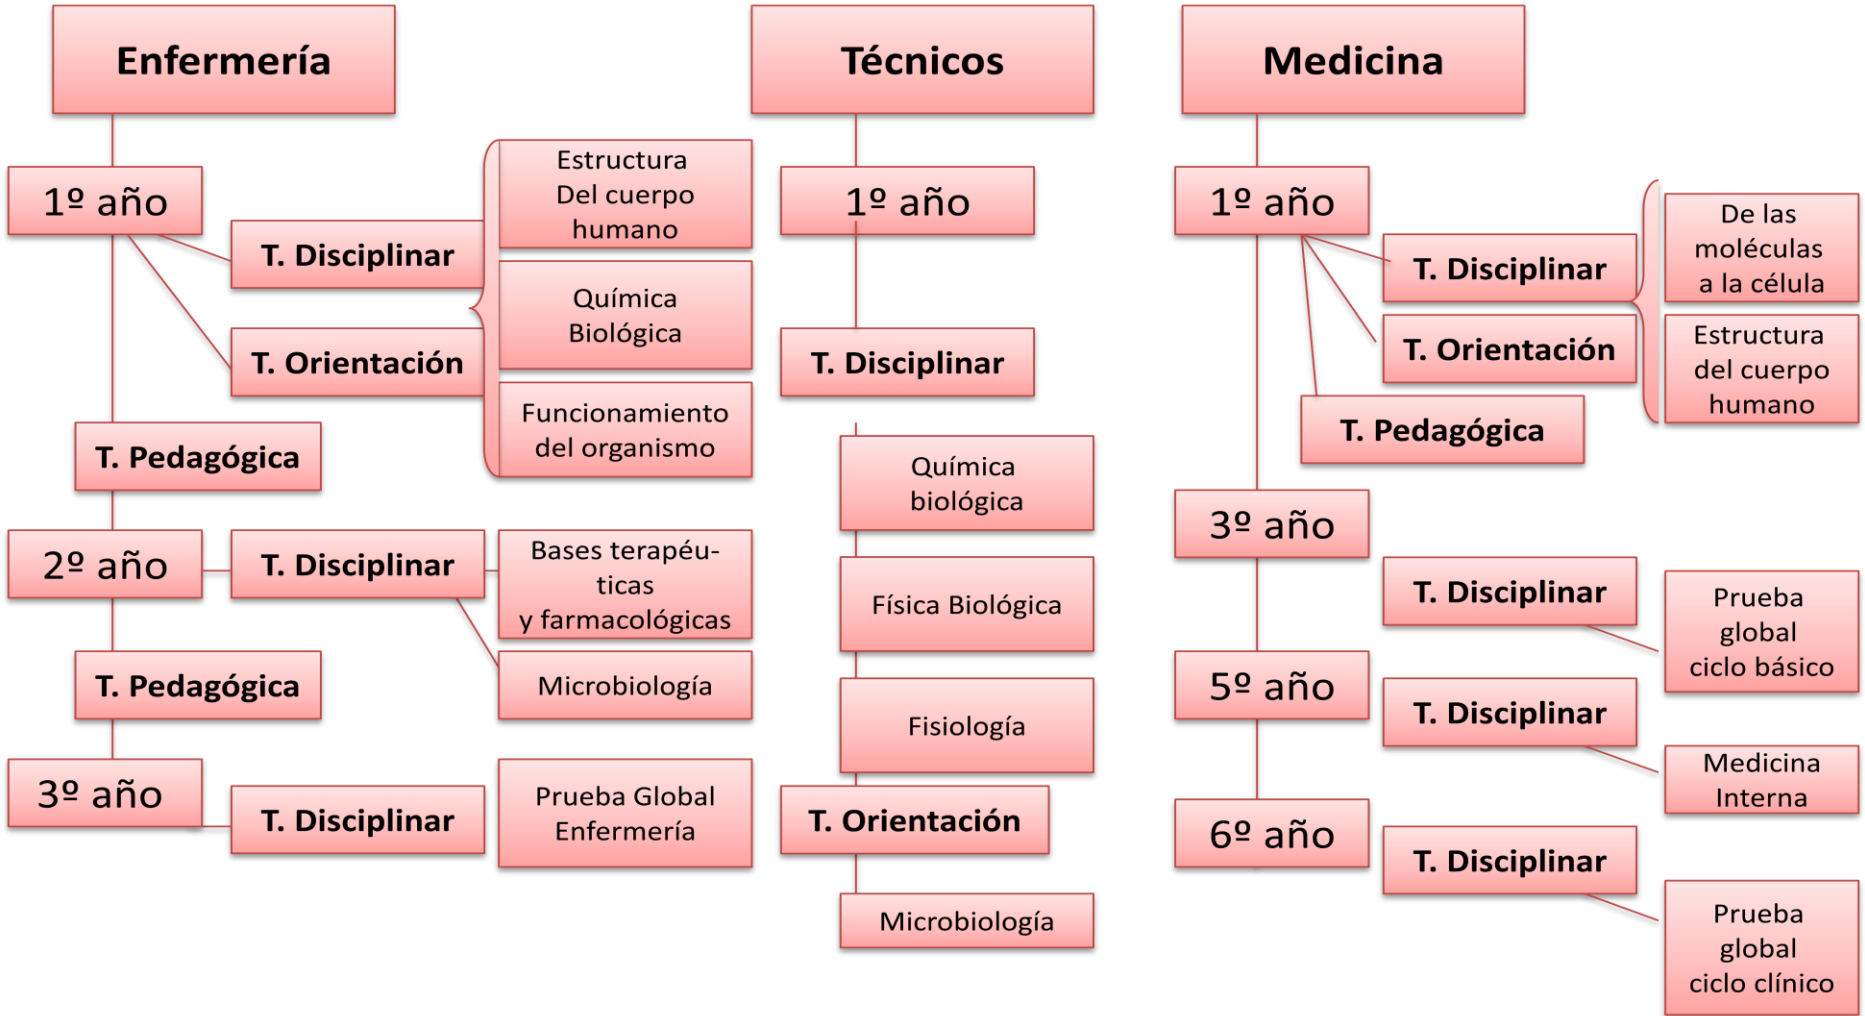 Enfermería
1º año
T. Disciplinar
T. Orientación
Estructura
Del cuerpo
humano
Química
Biológica
Funcionamiento
del organismo
T. Pedagógica
2º año
T. Disciplinar
Bases terapéu-
ticas
y farmacológicas
Microbiología
T. Pedagógica
3º año
T. Disciplinar
Prueba Global
Enfermería
Técnicos
1º año
T. Disciplinar
Química
biológica
Física Biológica
Fisiología
T. Orientación
Microbiología
Medicina
1º año
T. Disciplinar
T. Orientación
T. Pedagógica
De las
moléculas
a la célula
Estructura
del cuerpo
humano
3º año
T. Disciplinar
Prueba
global
ciclo básico
5º año
T. Disciplinar
Medicina
Interna
6º año
T. Disciplinar
Prueba
global
ciclo clínico